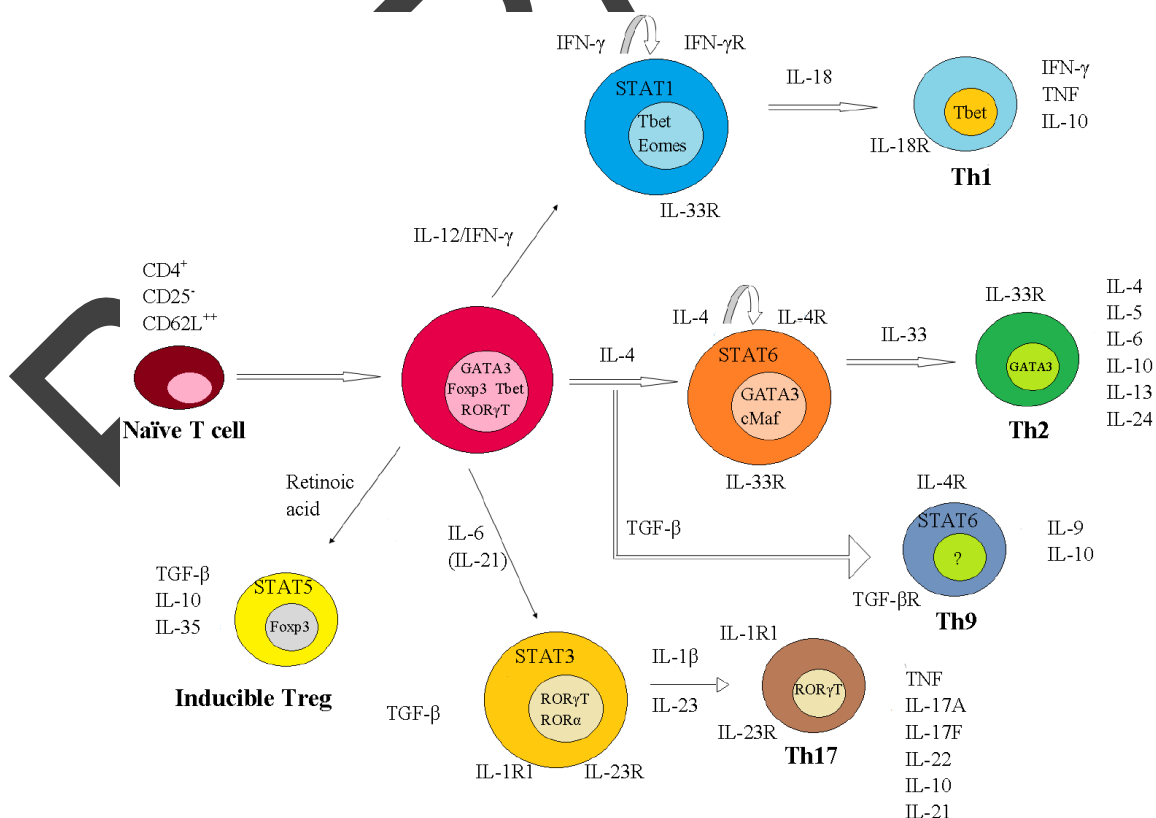 IFN-γ
IFN-γR
STAT1
Tbet
Eomes
IL-33R
IL-18
Tbet
IL-18R
Th1
IFN-γ
TNF
IL-10
IL-12/IFN-γ
CD4⁺
CD25⁻
CD62L⁺⁺
Naïve T cell
GATA3
Foxp3 Tbet
RORγT
IL-4
IL-4
IL-4R
STAT6
GATA3
cMaf
IL-33R
IL-33
IL-33R
GATA3
Th2
IL-4
IL-5
IL-6
IL-10
IL-13
IL-24
TGF-β
IL-4R
STAT6
?
TGF-βR
Th9
IL-9
IL-10
Retinoic
acid
TGF-β
IL-10
IL-35
STAT5
Foxp3
Inducible Treg
IL-6
(IL-21)
TGF-β
STAT3
RORγT
RORα
IL-1R1
IL-23R
IL-1β
IL-23
IL-1R1
RORγT
IL-23R
Th17
TNF
IL-17A
IL-17F
IL-22
IL-10
IL-21